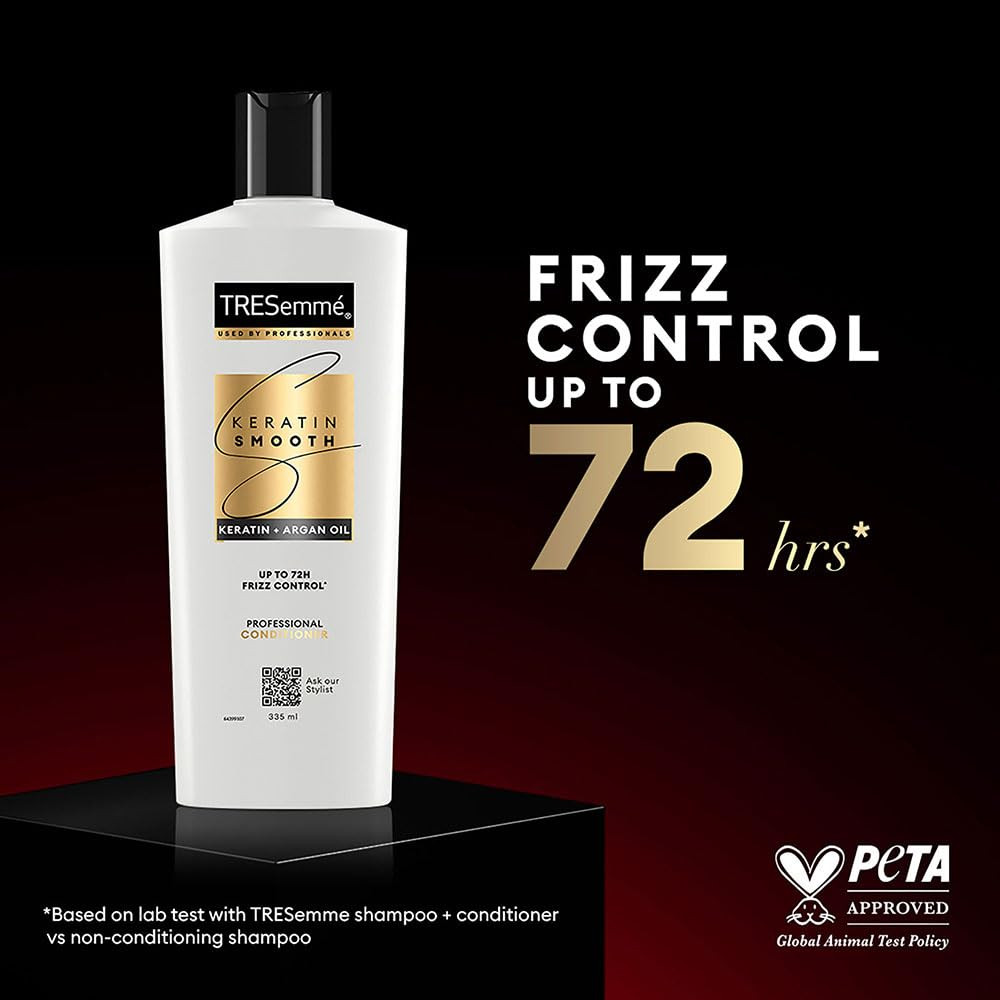 TRESemmé®
USED BY PROFESSIONALS
KERATIN
SMOOTH
KERATIN + ARGAN OIL
UP TO 72H
FRIZZ CONTROL*
PROFESSIONAL
CONDITIONER
Ask our
Stylist
335 ml
FRIZZ
CONTROL
UP TO
72 hrs*
*Based on lab test with TRESemme shampoo + conditioner
vs non-conditioning shampoo
PETA
APPROVED
Global Animal Test Policy